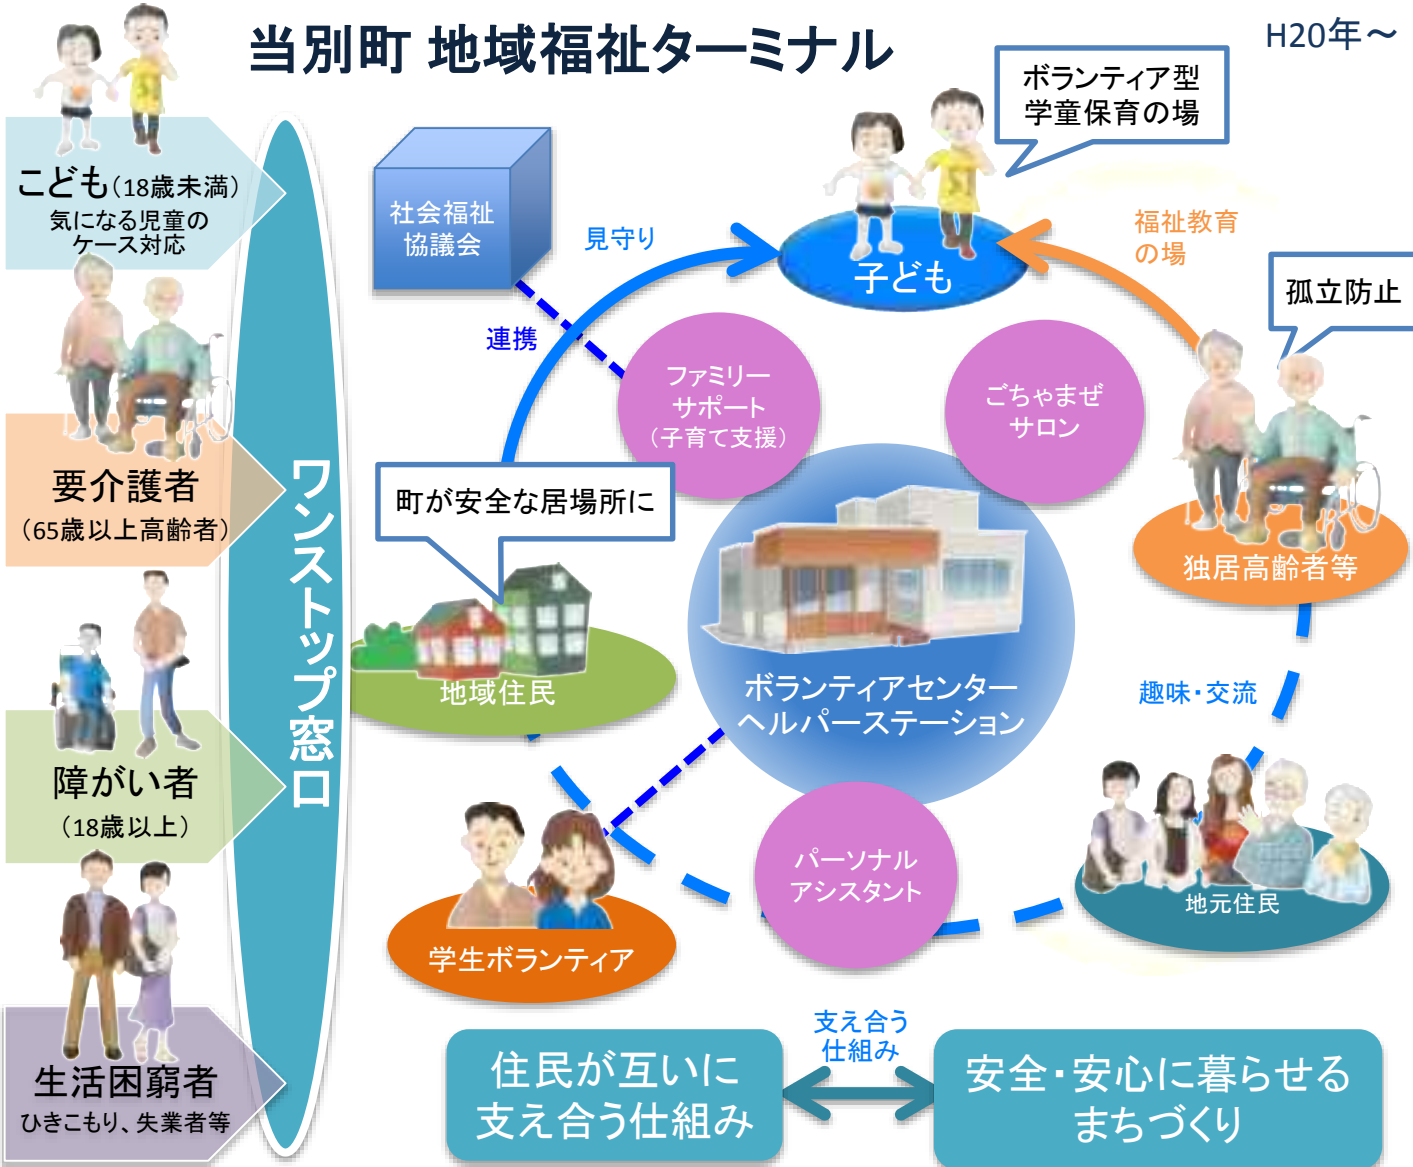 当別町 地域福祉ターミナル
H20年～
こども(18歳未満)
気になる児童の
ケース対応
要介護者
(65歳以上高齢者)
障がい者
(18歳以上)
生活困窮者
ひきこもり、失業者等
ワンストップ窓口
社会福祉
協議会
連携
見守り
ボランティア型
学童保育の場
子ども
福祉教育
の場
孤立防止
独居高齢者等
ファミリー
サポート
(子育て支援)
ごちゃまぜ
サロン
町が安全な居場所に
地域住民
ボランティアセンター
ヘルパーステーション
趣味・交流
地元住民
パーソナル
アシスタント
学生ボランティア
住民が互いに
支え合う仕組み
支え合う
仕組み
安全・安心に暮らせる
まちづくり